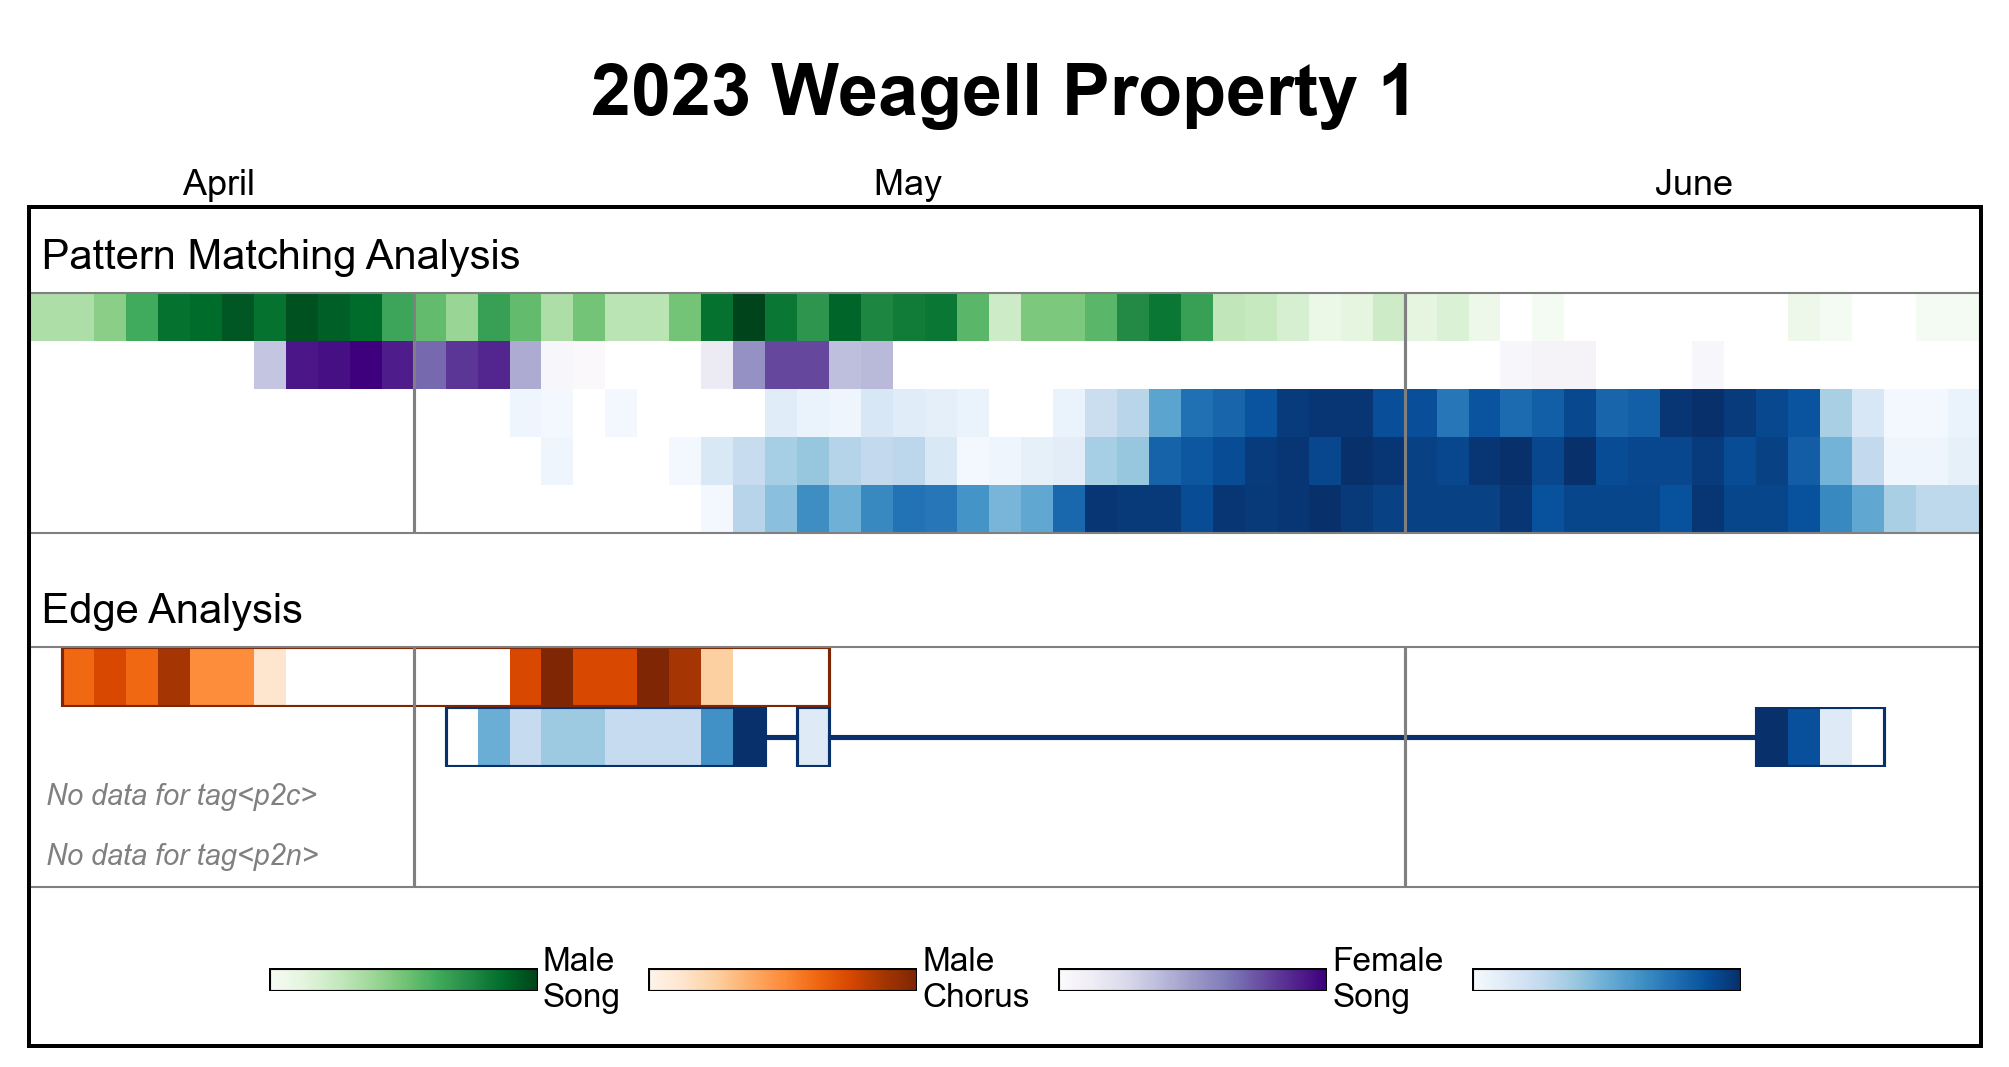 2023 Weagell Property 1
April May June
Pattern Matching Analysis
Edge Analysis
No data for tag<p2c>
No data for tag<p2n>
Male Song
Male Chorus
Female Song